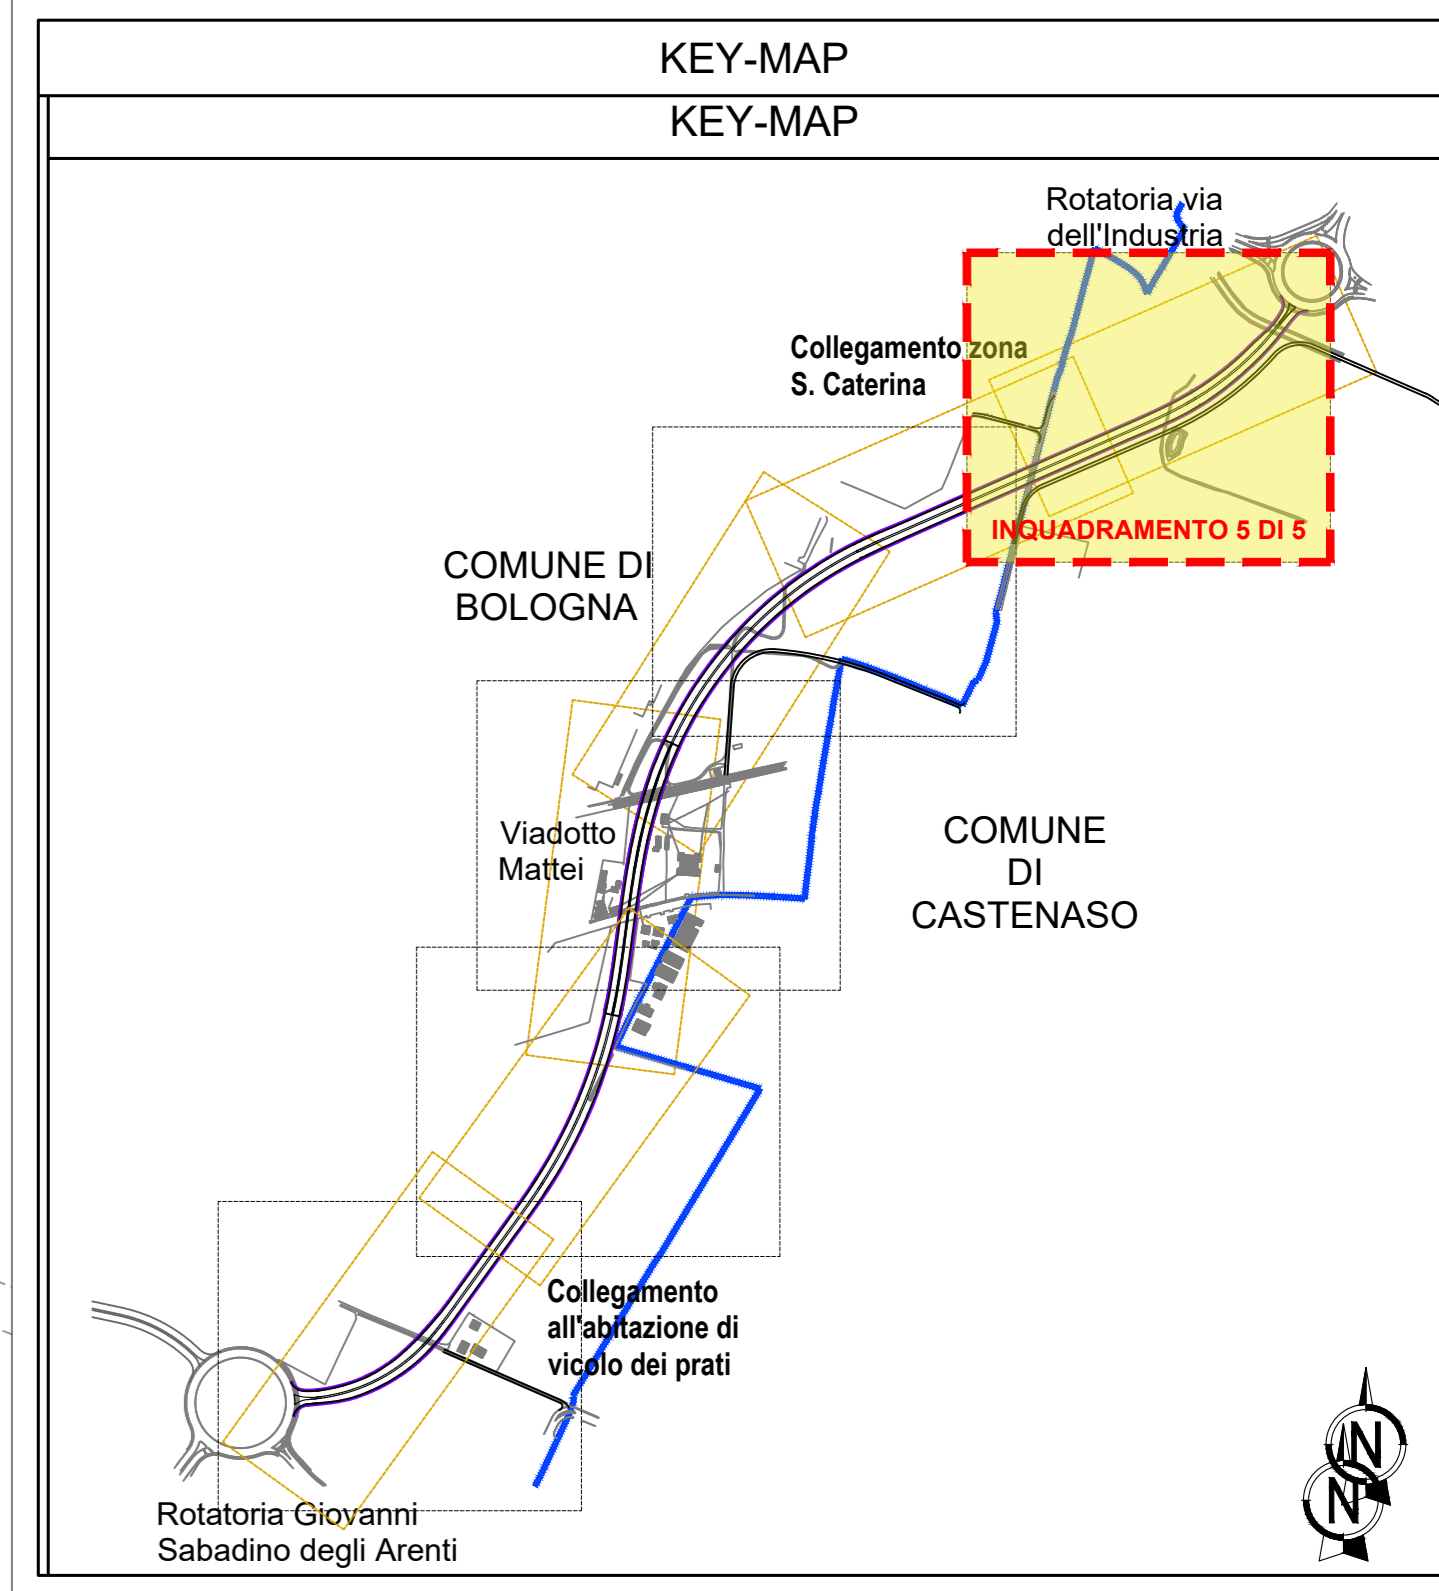 KEY-MAP
KEY-MAP
Rotatoria via
dell'Industria
Collegamento zona
S. Caterina
INQUADRAMENTO 5 DI 5
COMUNE DI
BOLOGNA
Viadotto
Mattei
COMUNE
DI
CASTENASO
Collegamento
all'abitazione di
vicolo dei prati
Rotatoria Giovanni
Sabadino degli Arenti
N
N